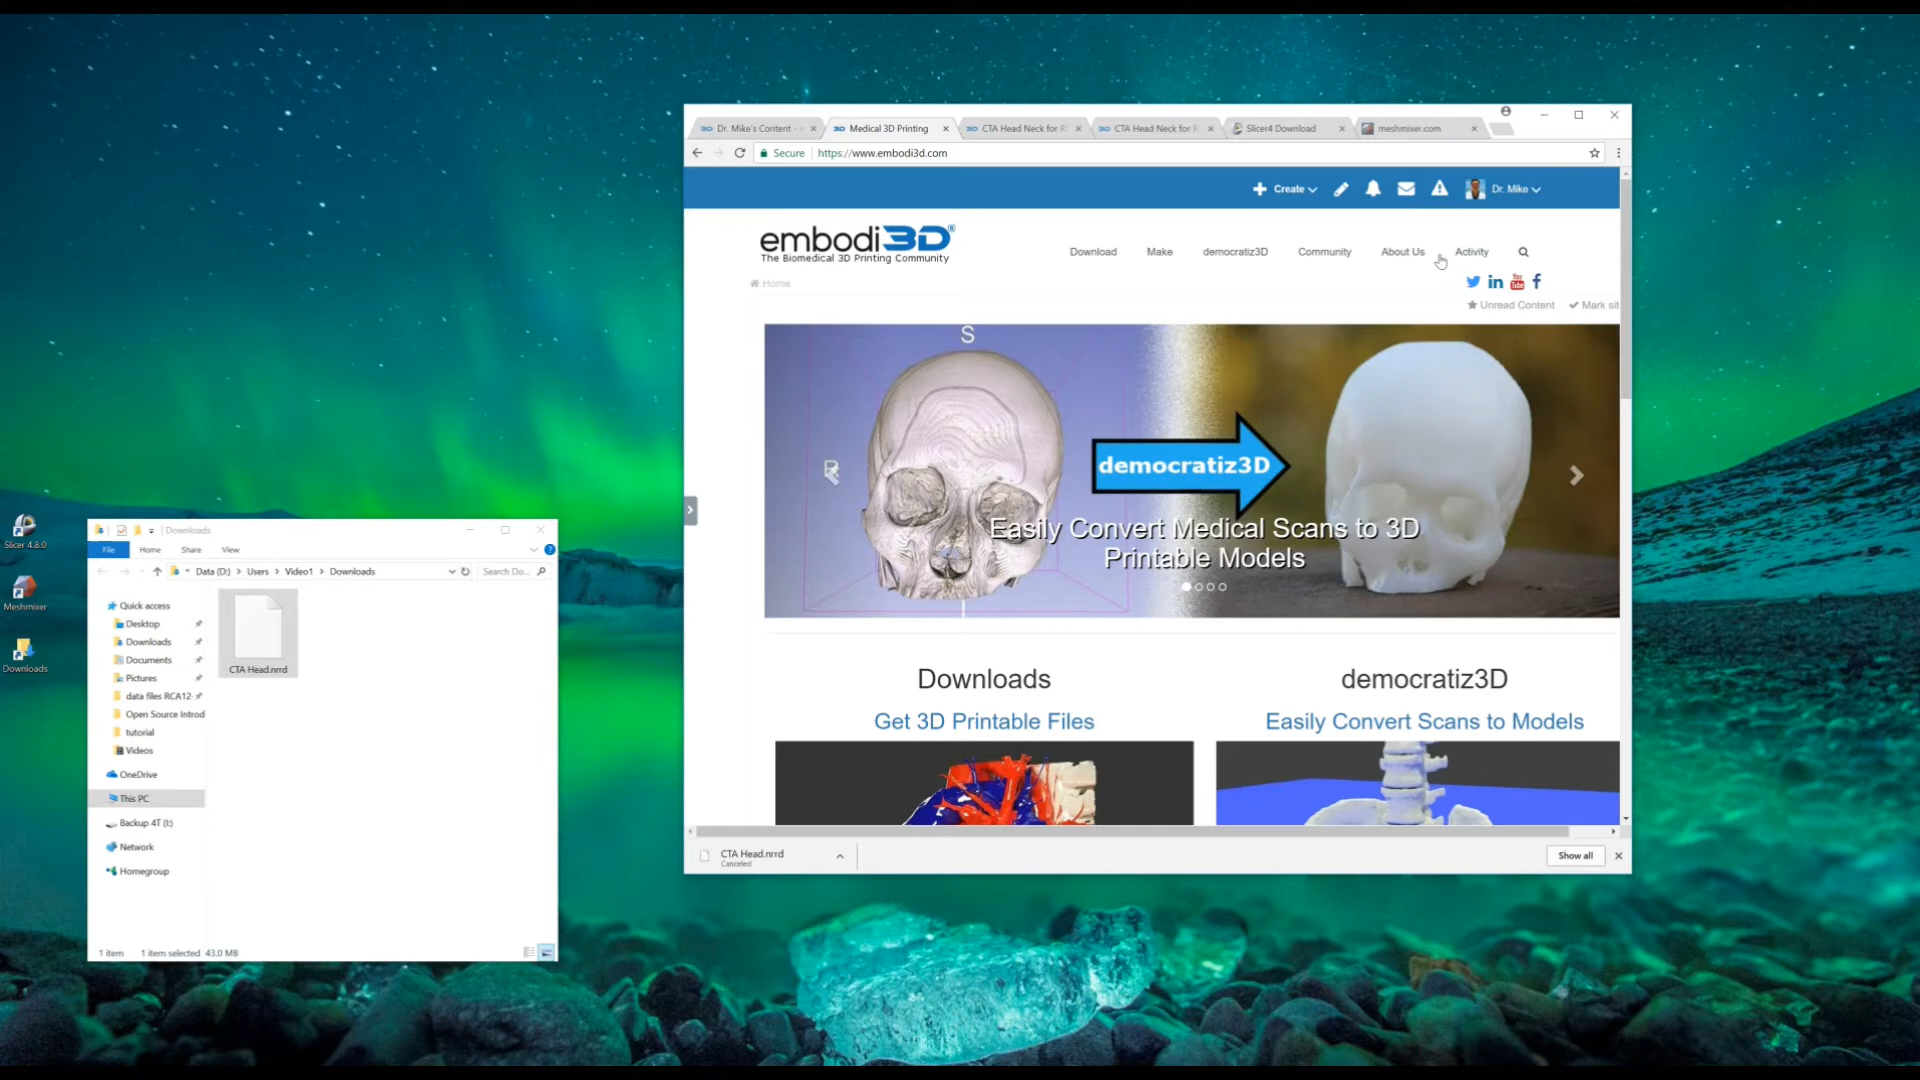 Dr. Mike's Content
Medical 3D Printing
CTA Head Neck for R
CTA Head Neck for R
Slicer4 Download
meshmixer.com
Secure
https://www.embodi3d.com
Create
Dr. Mike
embodi3D®
The Biomedical 3D Printing Community
Download
Make
democratiz3D
Community
About Us
Activity
Home
You Tube
Unread Content
Mark sit
S
R
democratiz3D
Easily Convert Medical Scans to 3D
Printable Models
Downloads
democratiz3D
Get 3D Printable Files
Easily Convert Scans to Models
CTA Head.nrrd
Canceled
Show all
Slicer 4.8.0
Meshmixer
Downloads
Downloads
File
Home
Share
View
Data (D:) > Users > Video1 > Downloads
Search Do...
Quick access
Desktop
Downloads
Documents
Pictures
data files RCA12
Open Source Introd
tutorial
Videos
OneDrive
This PC
Backup 4T (I:)
Network
Homegroup
CTA Head.nrrd
1 item
1 item selected 43.0 MB